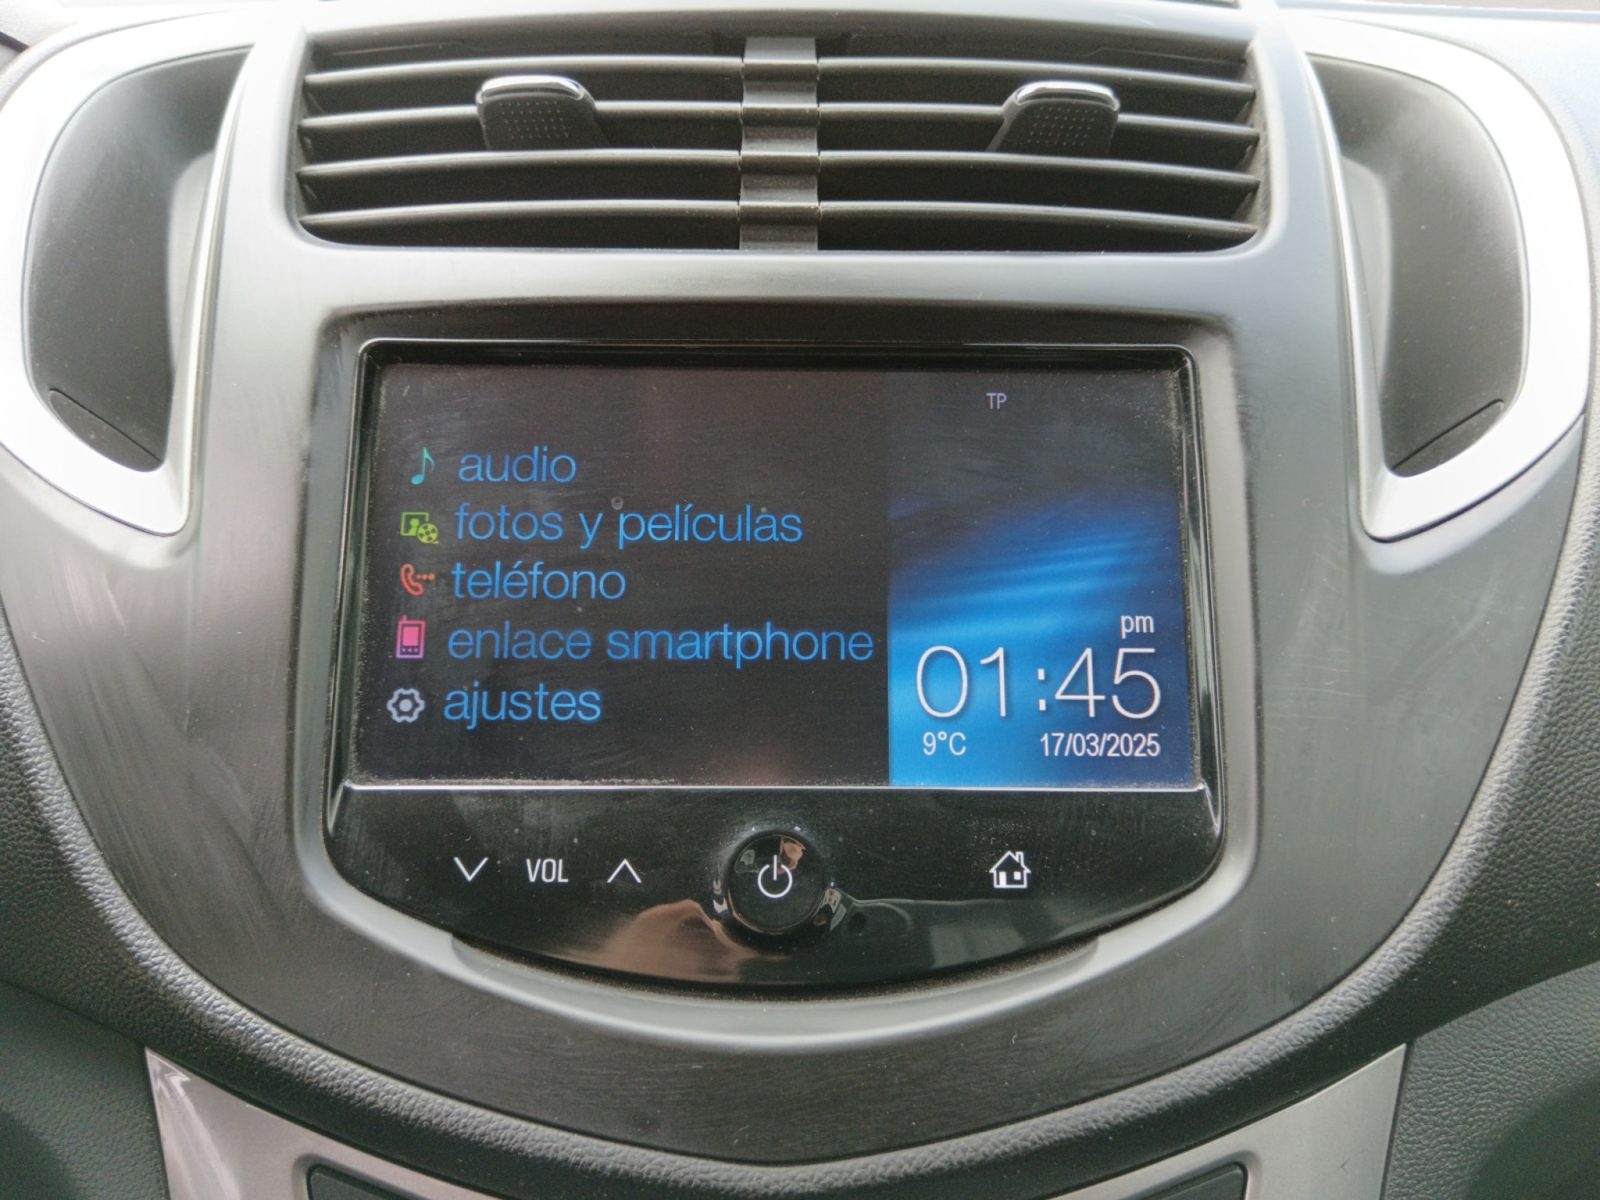 TP
audio
fotos y películas
teléfono
enlace smartphone
ajustes
pm
01:45
9°C 17/03/2025
VOL